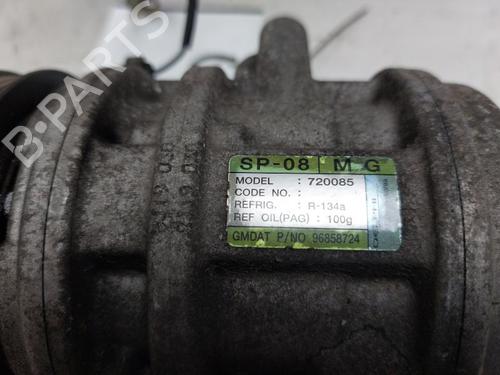 SP-08 M G
MODEL : 720085
CODE NO. :
REFRIG. : R-134a
REF OIL(PAG) : 100g
GMDAT P/NO 96858724
B-PARTS